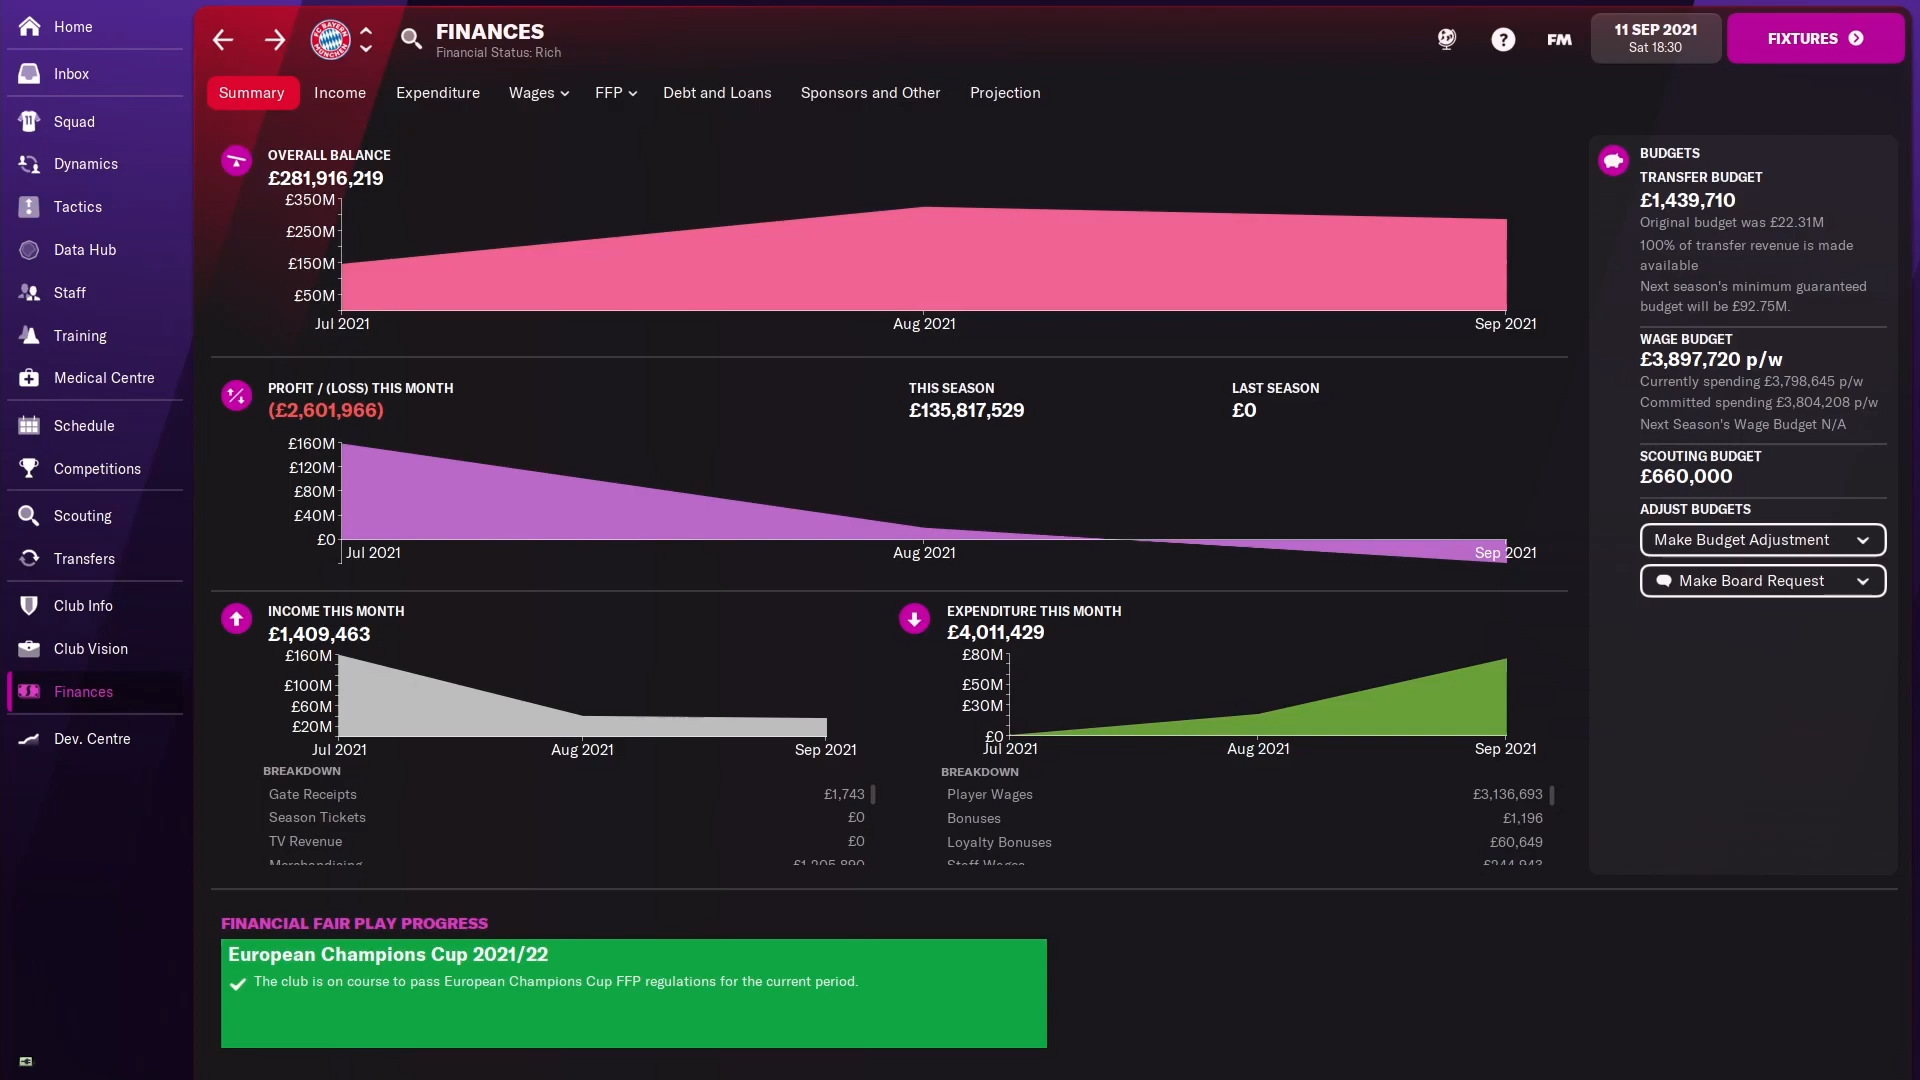 Home
Inbox
Squad
Dynamics
Tactics
Data Hub
Staff
Training
Medical Centre
Schedule
Competitions
Scouting
Transfers
Club Info
Club Vision
Finances
Dev. Centre
FC BAYERN
MÜNCHEN
FINANCES
Financial Status: Rich
?
FM
11 SEP 2021
Sat 18:30
FIXTURES
Summary
Income
Expenditure
Wages
FFP
Debt and Loans
Sponsors and Other
Projection
OVERALL BALANCE
£281,916,219
£350M
£250M
£150M
£50M
Jul 2021
Aug 2021
Sep 2021
PROFIT / (LOSS) THIS MONTH
(£2,601,966)
THIS SEASON
£135,817,529
LAST SEASON
£0
£160M
£120M
£80M
£40M
£0
Jul 2021
Aug 2021
Sep 2021
INCOME THIS MONTH
£1,409,463
£160M
£100M
£60M
£20M
Jul 2021
Aug 2021
Sep 2021
BREAKDOWN
Gate Receipts £1,743
Season Tickets £0
TV Revenue £0
Merchandising £1,205,890
EXPENDITURE THIS MONTH
£4,011,429
£80M
£50M
£30M
£0
Jul 2021
Aug 2021
Sep 2021
BREAKDOWN
Player Wages £3,136,693
Bonuses £1,196
Loyalty Bonuses £60,649
Staff Wages £244,943
BUDGETS
TRANSFER BUDGET
£1,439,710
Original budget was £22.31M
100% of transfer revenue is made
available
Next season's minimum guaranteed
budget will be £92.75M.
WAGE BUDGET
£3,897,720 p/w
Currently spending £3,798,645 p/w
Committed spending £3,804,208 p/w
Next Season's Wage Budget N/A
SCOUTING BUDGET
£660,000
ADJUST BUDGETS
Make Budget Adjustment
Make Board Request
FINANCIAL FAIR PLAY PROGRESS
European Champions Cup 2021/22
The club is on course to pass European Champions Cup FFP regulations for the current period.